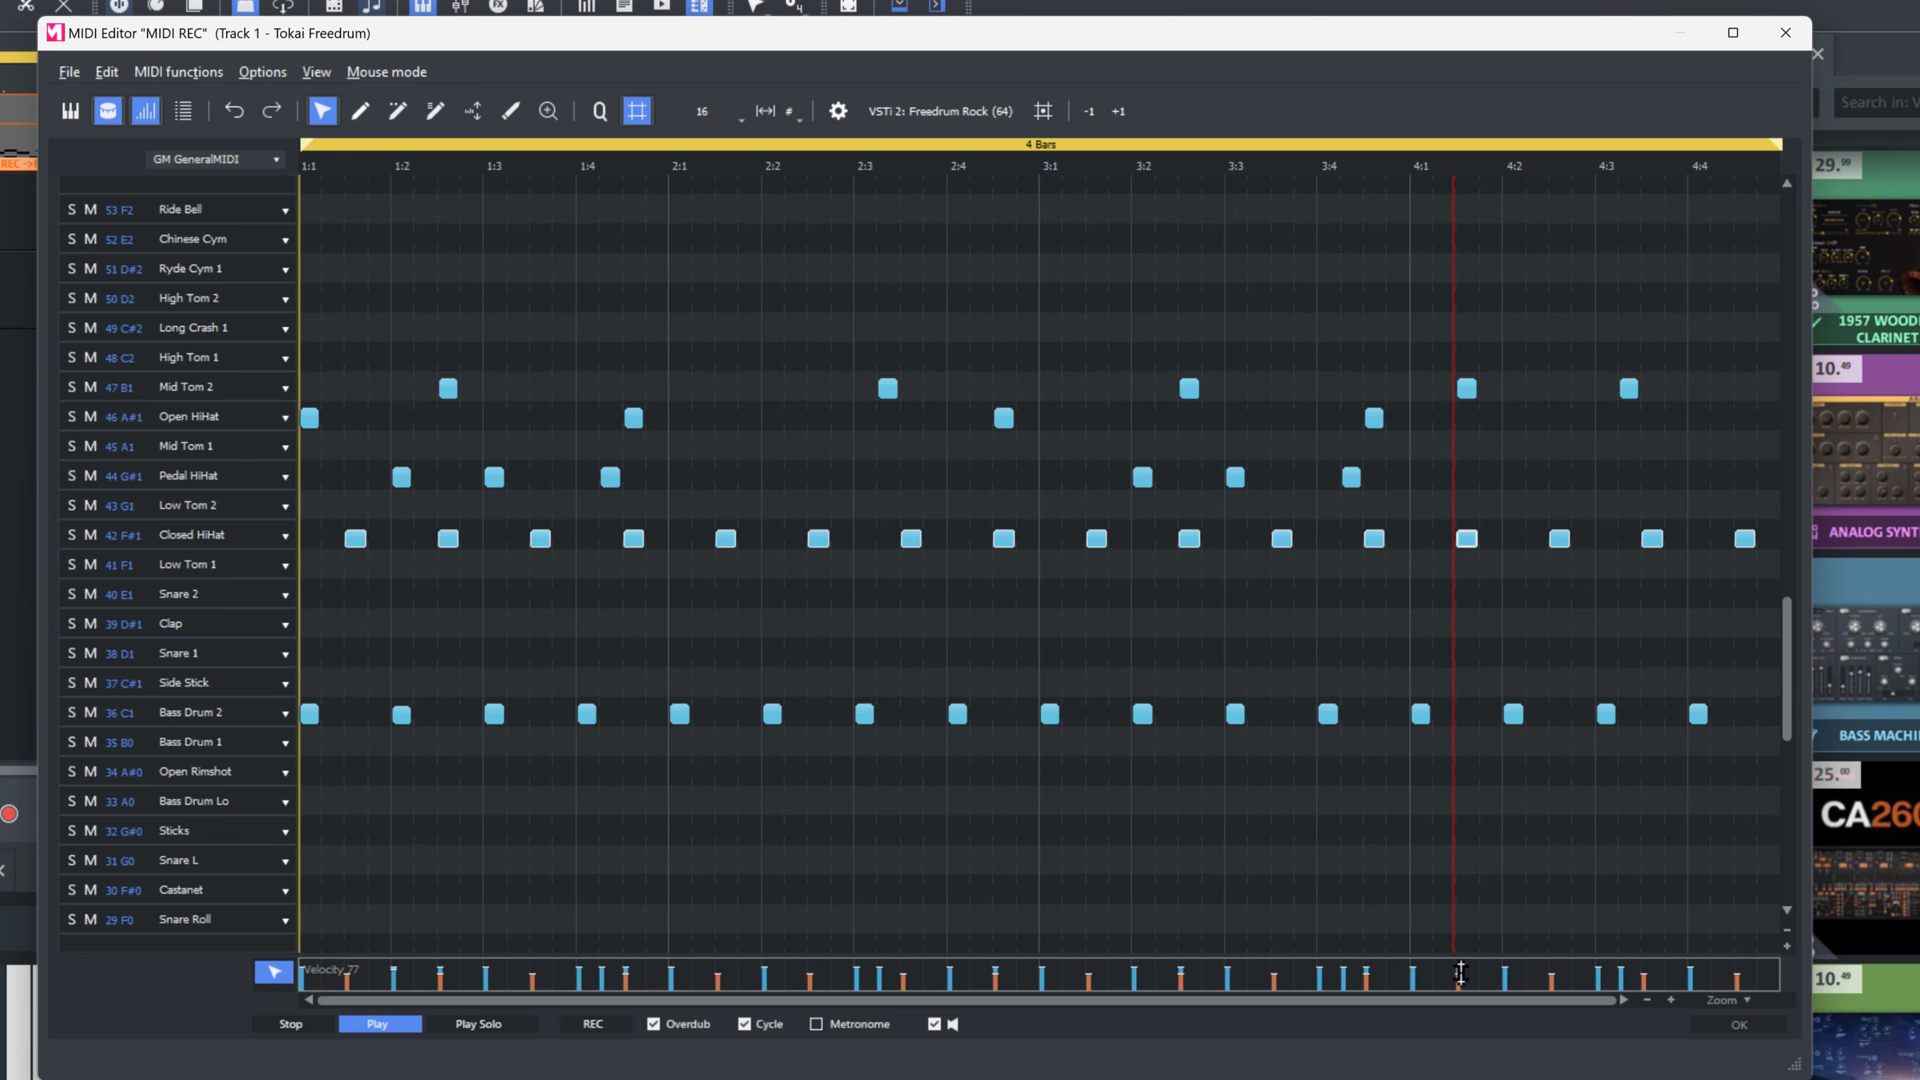 MIDI Editor "MIDI REC" (Track 1 - Tokai Freedrum)
File Edit MIDI functions Options View Mouse mode
16 # VSTi 2: Freedrum Rock (64) -1 +1
Search in: V
4 Bars
GM GeneralMIDI
1:1 1:2 1:3 1:4 2:1 2:2 2:3 2:4 3:1 3:2 3:3 3:4 4:1 4:2 4:3 4:4
S M 53 F2 Ride Bell
S M 52 E2 Chinese Cym
S M 51 D#2 Ryde Cym 1
S M 50 D2 High Tom 2
S M 49 C#2 Long Crash 1
S M 48 C2 High Tom 1
S M 47 B1 Mid Tom 2
S M 46 A#1 Open HiHat
S M 45 A1 Mid Tom 1
S M 44 G#1 Pedal HiHat
S M 43 G1 Low Tom 2
S M 42 F#1 Closed HiHat
S M 41 F1 Low Tom 1
S M 40 E1 Snare 2
S M 39 D#1 Clap
S M 38 D1 Snare 1
S M 37 C#1 Side Stick
S M 36 C1 Bass Drum 2
S M 35 B0 Bass Drum 1
S M 34 A#0 Open Rimshot
S M 33 A0 Bass Drum Lo
S M 32 G#0 Sticks
S M 31 G0 Snare L
S M 30 F#0 Castanet
S M 29 F0 Snare Roll
Velocity 77
Zoom
Stop Play Play Solo REC Overdub Cycle Metronome OK
REC ->
29.99
1957 WOOD
CLARINET
10.49
ANALOG SYNT
BASS MACHI
25.00
CA260
10.49